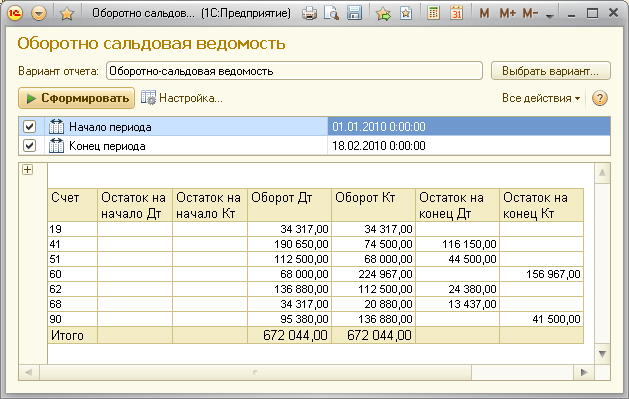 Оборотно сальдов... (1С:Предприятие) M M+ M-
Оборотно сальдовая ведомость
Вариант отчета: Оборотно-сальдовая ведомость Выбрать вариант...
Сформировать Настройка... Все действия ?
Начало периода 01.01.2010 0:00:00
Конец периода 18.02.2010 0:00:00
Счет Остаток на начало Дт Остаток на начало Кт Оборот Дт Оборот Кт Остаток на конец Дт Остаток на конец Кт
19 34 317,00 34 317,00
41 190 650,00 74 500,00 116 150,00
51 112 500,00 68 000,00 44 500,00
60 68 000,00 224 967,00 156 967,00
62 136 880,00 112 500,00 24 380,00
68 34 317,00 20 880,00 13 437,00
90 95 380,00 136 880,00 41 500,00
Итого 672 044,00 672 044,00